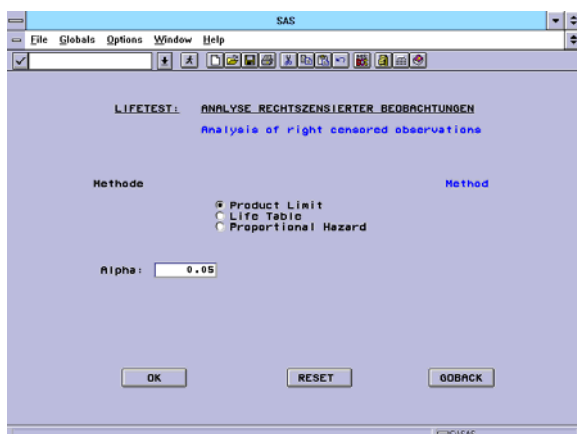 SAS
File Globals Options Window Help
LIFETEST: ANALYSE RECHTSZENSIERTER BEOBACHTUNGEN
Analysis of right censored observations
Methode Method
Product Limit
Life Table
Proportional Hazard
Alpha: 0.05
OK RESET GOBACK